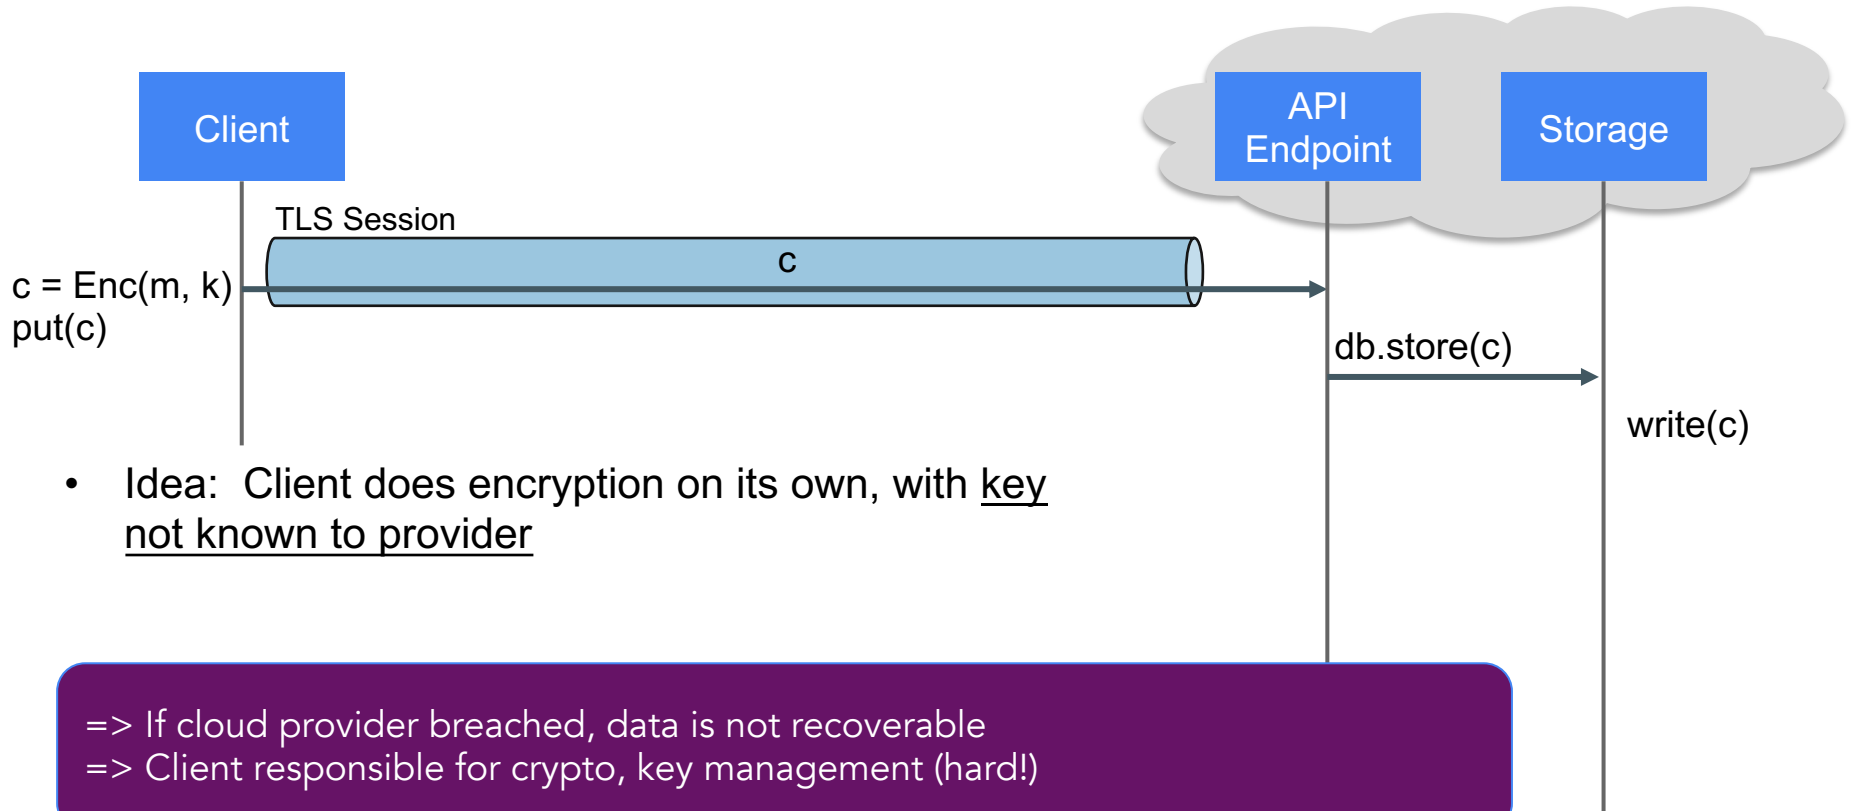 Client
API
Endpoint
Storage
TLS Session
c
c = Enc(m, k)
put(c)
db.store(c)
write(c)
• Idea:  Client does encryption on its own, with key
not known to provider
=> If cloud provider breached, data is not recoverable
=> Client responsible for crypto, key management (hard!)